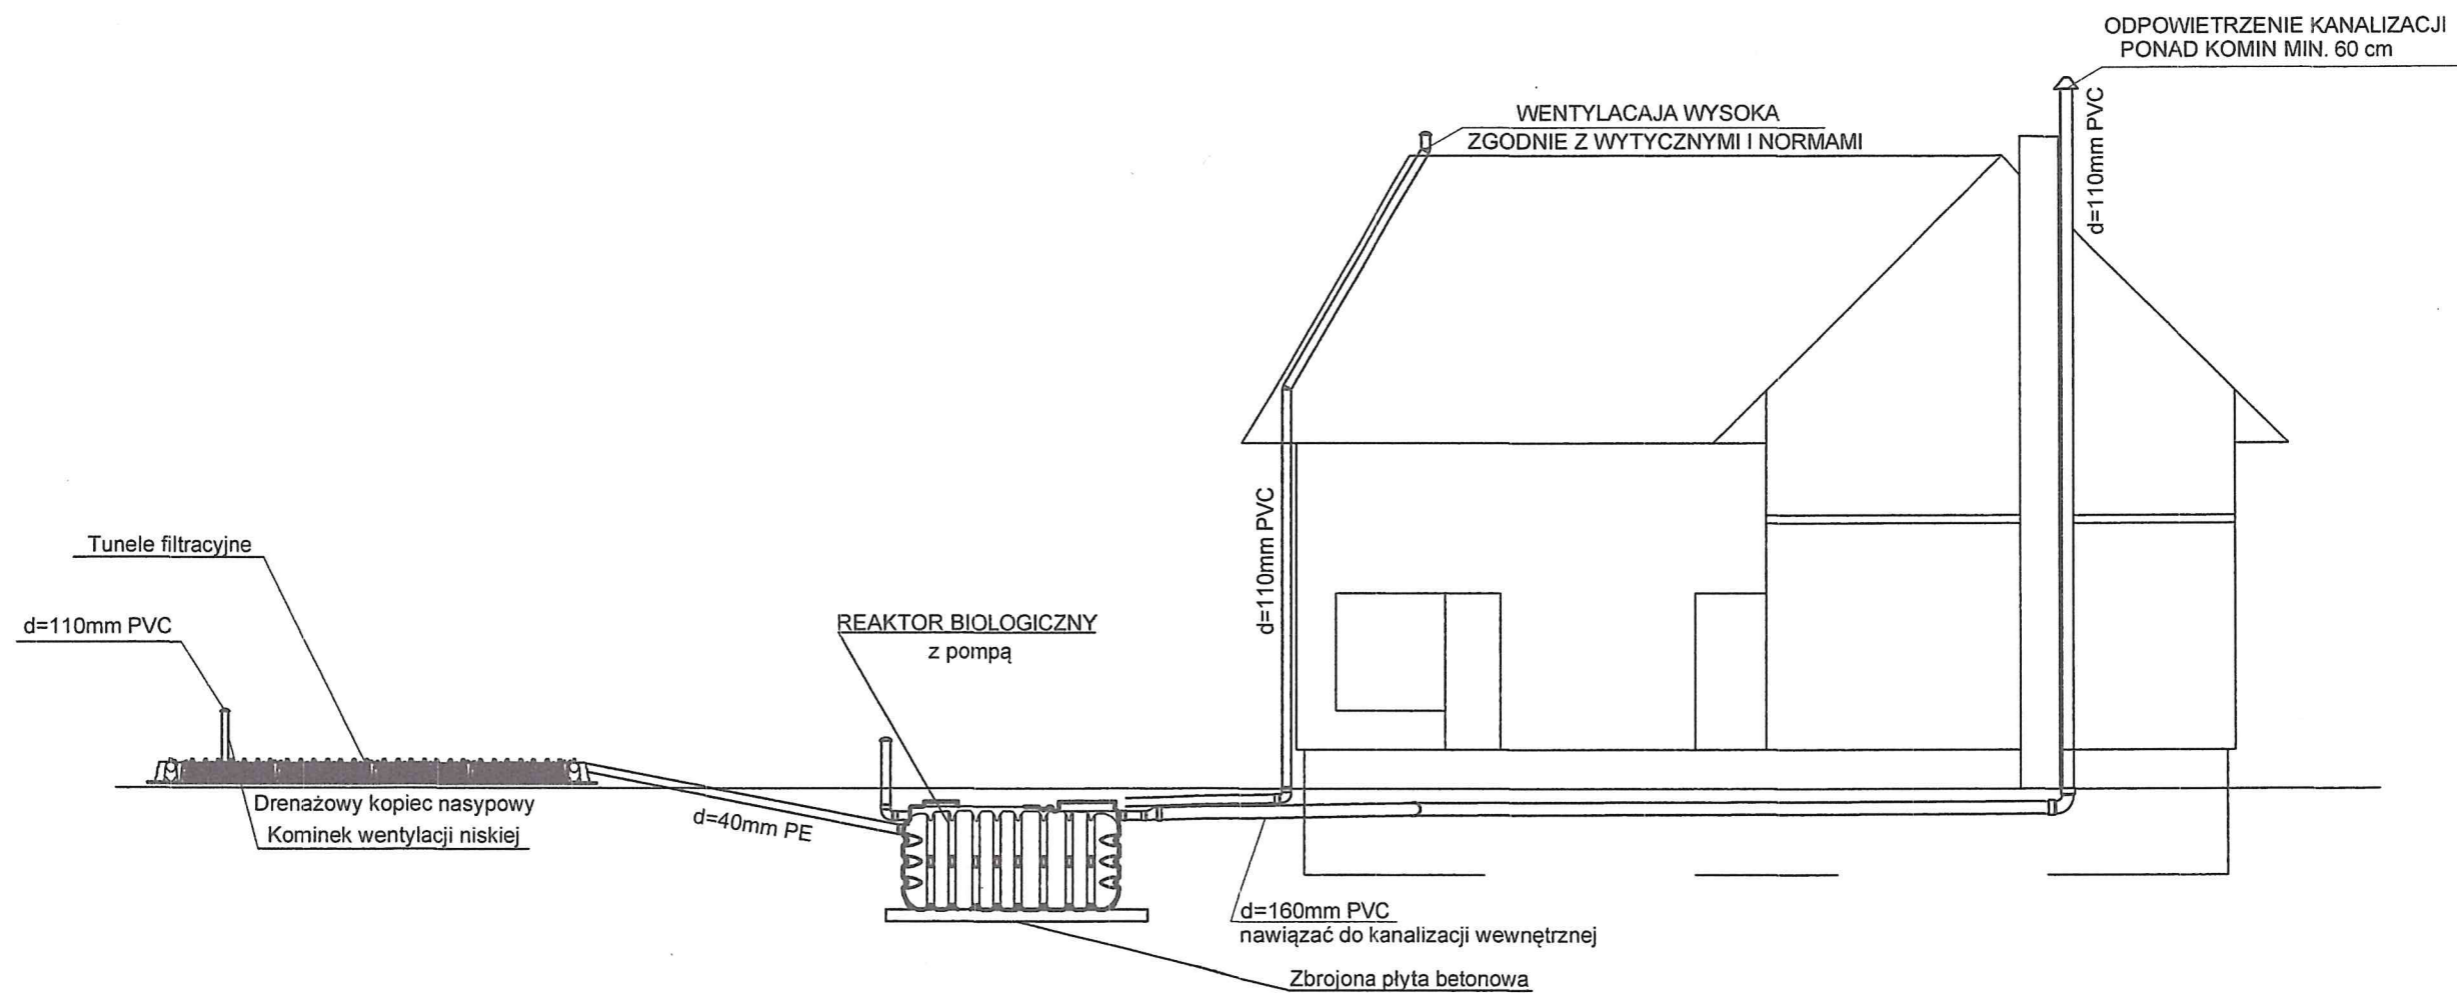 ODPOWIETRZENIE KANALIZACJI
PONAD KOMIN MIN. 60 cm
d=110mm PVC
WENTYLACAJA WYSOKA
ZGODNIE Z WYTYCZNYMI I NORMAMI
d=110mm PVC
Tunele filtracyjne
d=110mm PVC
REAKTOR BIOLOGICZNY
z pompą
Drenażowy kopiec nasypowy
Kominek wentylacji niskiej
d=40mm PE
d=160mm PVC
nawiązać do kanalizacji wewnętrznej
Zbrojona płyta betonowa